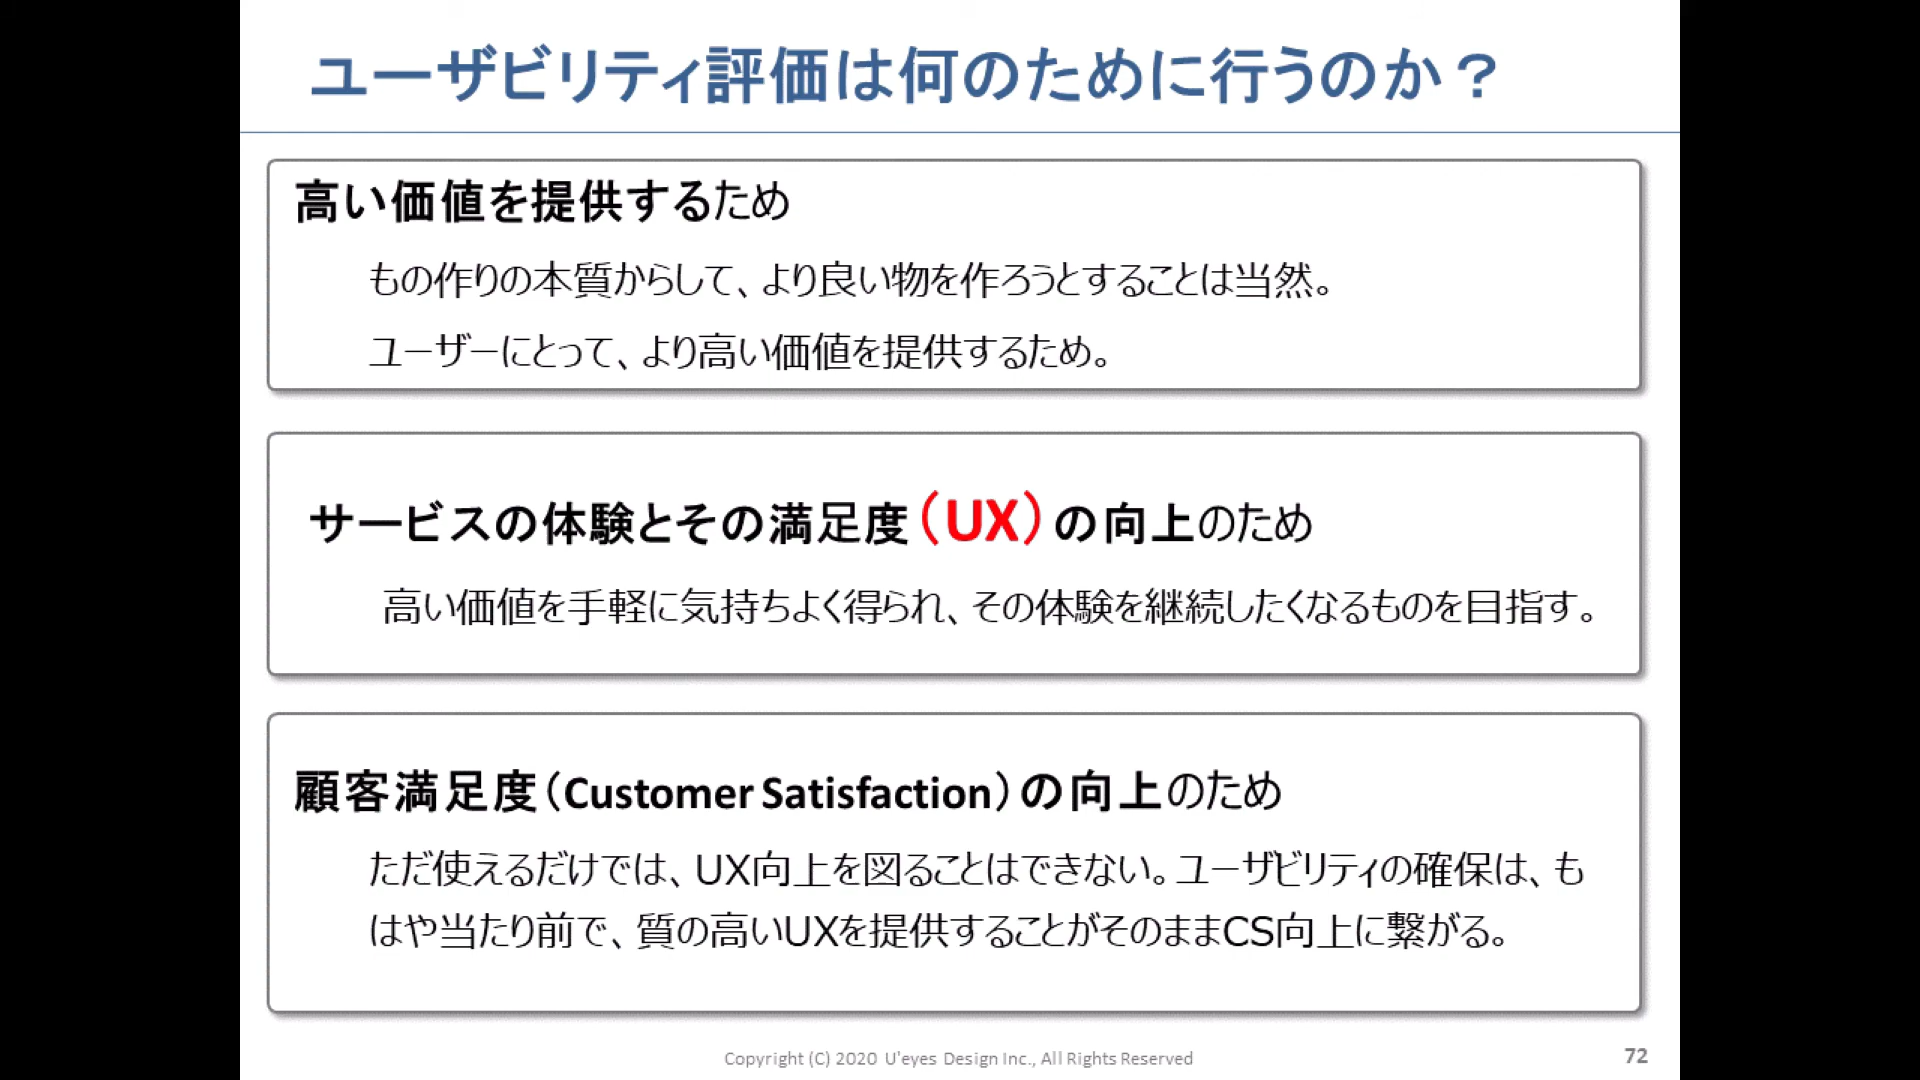 ユーザビリティ評価は何のために行うのか？
高い価値を提供するため
もの作りの本質からして、より良い物を作ろうとすることは当然。
ユーザーにとって、より高い価値を提供するため。
サービスの体験とその満足度（UX）の向上のため
高い価値を手軽に気持ちよく得られ、その体験を継続したくなるものを目指す。
顧客満足度（Customer Satisfaction）の向上のため
ただ使えるだけでは、UX向上を図ることはできない。ユーザビリティの確保は、も
はや当たり前で、質の高いUXを提供することがそのままCS向上に繋がる。
Copyright (C) 2020 U'eyes Design Inc., All Rights Reserved
72